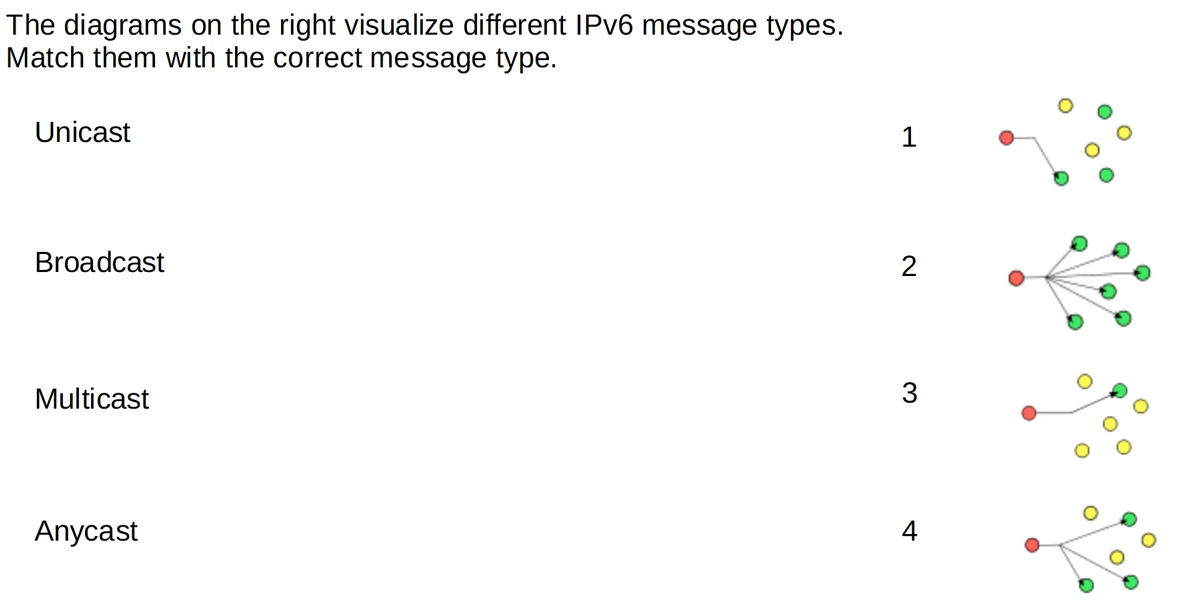 The diagrams on the right visualize different IPv6 message types.
Match them with the correct message type.
Unicast
1
Broadcast
2
Multicast
3
Anycast
4